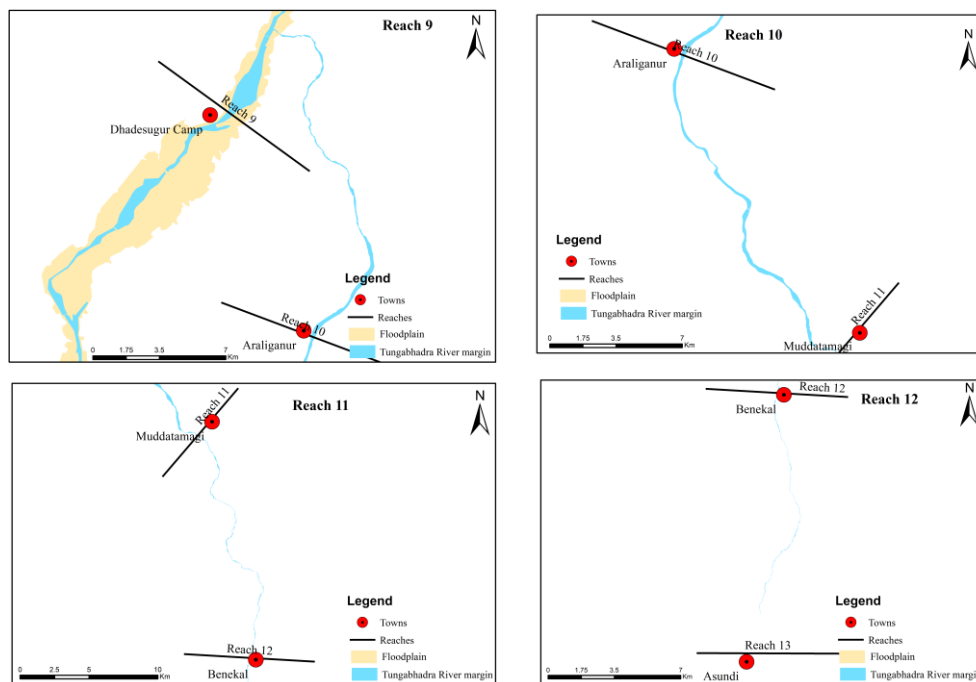 Reach 9
N
Reach 9
Dhadesugur Camp
Legend
Towns
Reaches
Floodplain
Tungabhadra River margin
Reach 10
Araliganur
0 1.75 3.5 7
Km
Reach 10
N
Reach 10
Araliganur
Legend
Towns
Reaches
Floodplain
Tungabhadra River margin
Reach 11
Muddatamagi
0 1.75 3.5 7
Km
Reach 11
N
Reach 11
Muddatamagi
Legend
Towns
Reaches
Floodplain
Tungabhadra River margin
Reach 12
Benekal
0 2.5 5 10
Km
Reach 12
N
Reach 12
Benekal
Legend
Towns
Reaches
Floodplain
Tungabhadra River margin
Reach 13
Asundi
0 1.75 3.5 7
Km